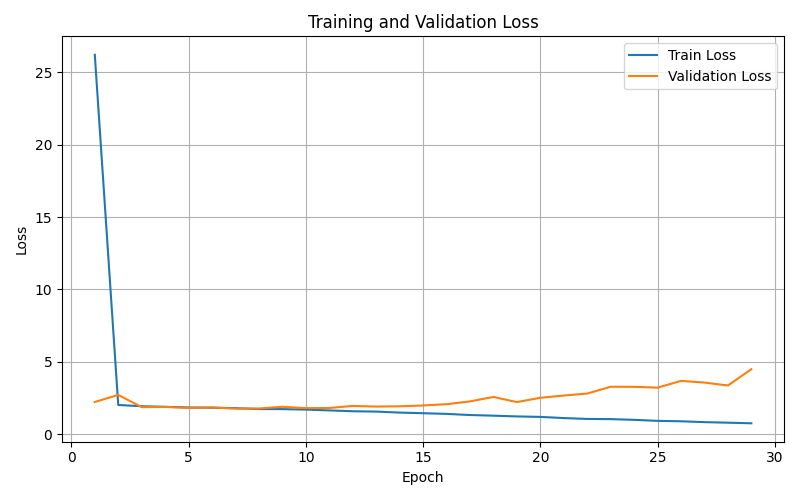 Training and Validation Loss
Train Loss
Validation Loss
Loss
25
20
15
10
5
0
0 5 10 15 20 25 30
Epoch